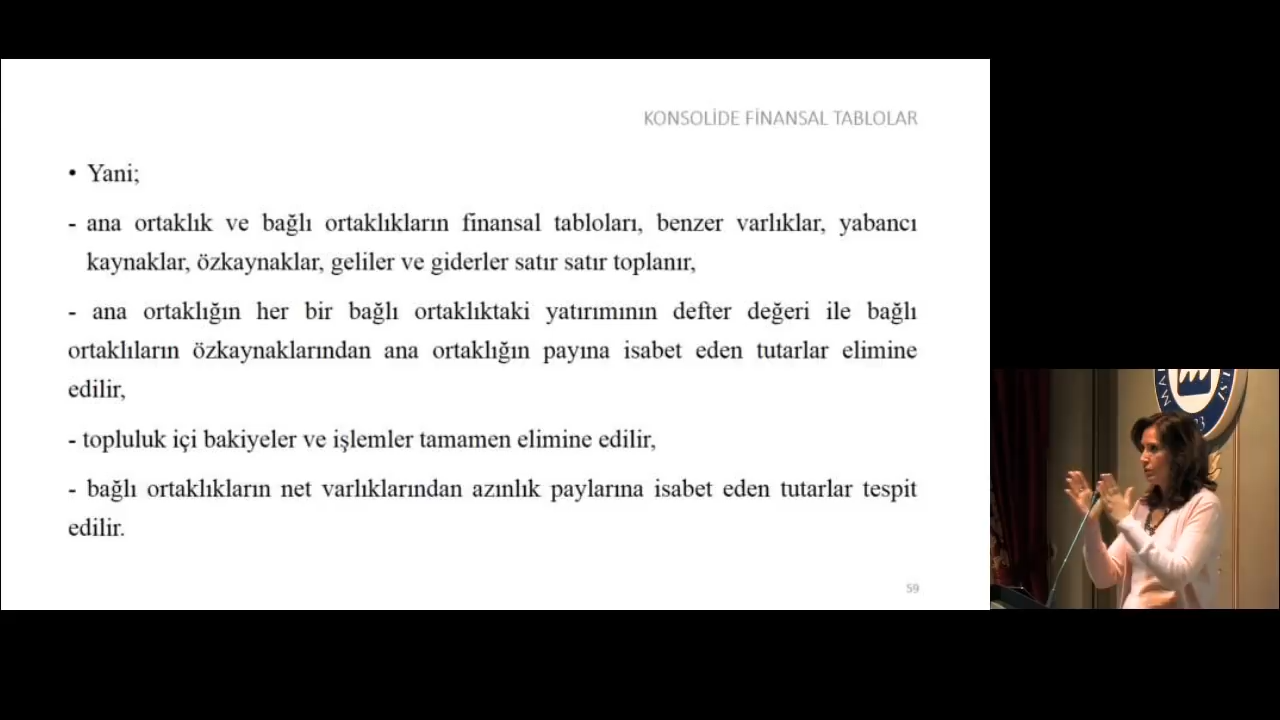 KONSOLİDE FİNANSAL TABLOLAR
• Yani;
- ana ortaklık ve bağlı ortaklıkların finansal tabloları, benzer varlıklar, yabancı
kaynaklar, özkaynaklar, geliler ve giderler satır satır toplanır,
- ana ortaklığın her bir bağlı ortaklıktaki yatırımının defter değeri ile bağlı
ortaklıların özkaynaklarından ana ortaklığın payına isabet eden tutarlar elimine
edilir,
- topluluk içi bakiyeler ve işlemler tamamen elimine edilir,
- bağlı ortaklıkların net varlıklarından azınlık paylarına isabet eden tutarlar tespit
edilir.
59